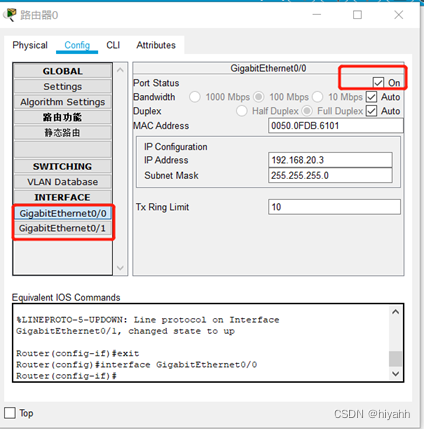 路由器0
Physical Config CLI Attributes
GLOBAL
Settings
Algorithm Settings
路由功能
静态路由
SWITCHING
VLAN Database
INTERFACE
GigabitEthernet0/0
GigabitEthernet0/1
GigabitEthernet0/0
Port Status On
Bandwidth 1000 Mbps 100 Mbps 10 Mbps Auto
Duplex Half Duplex Full Duplex Auto
MAC Address 0050.0FDB.6101
IP Configuration
IP Address 192.168.20.3
Subnet Mask 255.255.255.0
Tx Ring Limit 10
Equivalent IOS Commands
%LINEPROTO-5-UPDOWN: Line protocol on Interface
GigabitEthernet0/1, changed state to up
Router(config-if)#exit
Router(config)#interface GigabitEthernet0/0
Router(config-if)#
Top
CSDN @hiyahh